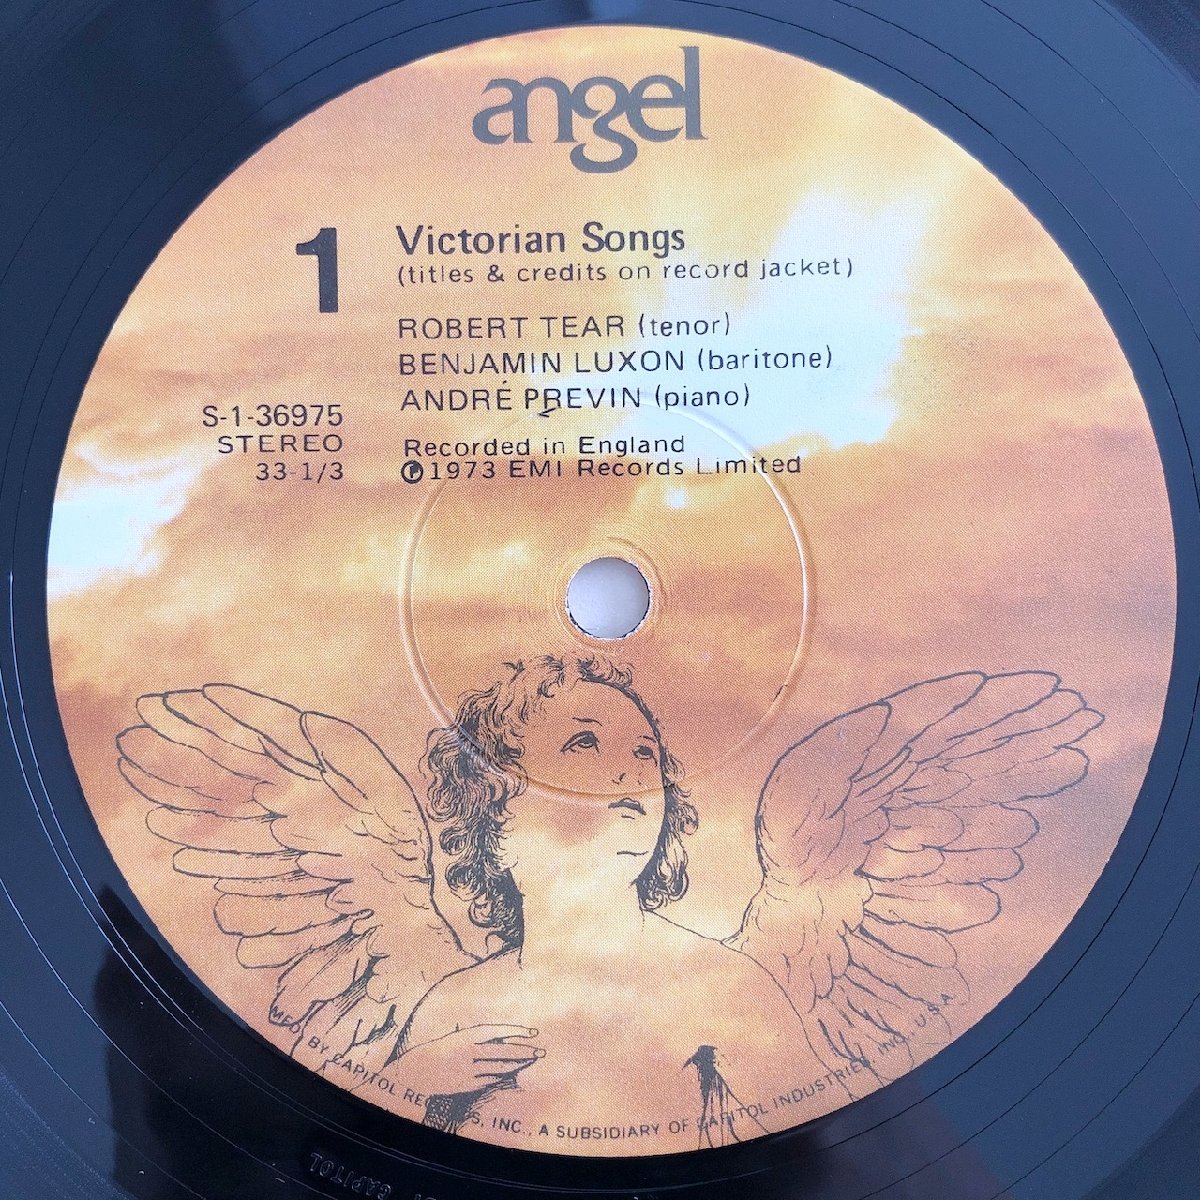 angel
1
Victorian Songs
(titles & credits on record jacket)
ROBERT TEAR (tenor)
BENJAMIN LUXON (baritone)
ANDRÉ PREVIN (piano)
S-1-36975
STEREO
33-1/3
Recorded in England
℗1973 EMI Records Limited
MFD. BY CAPITOL RECORDS, INC., A SUBSIDIARY OF CAPITOL INDUSTRIES, INC., U.S.A.
CAPITOL